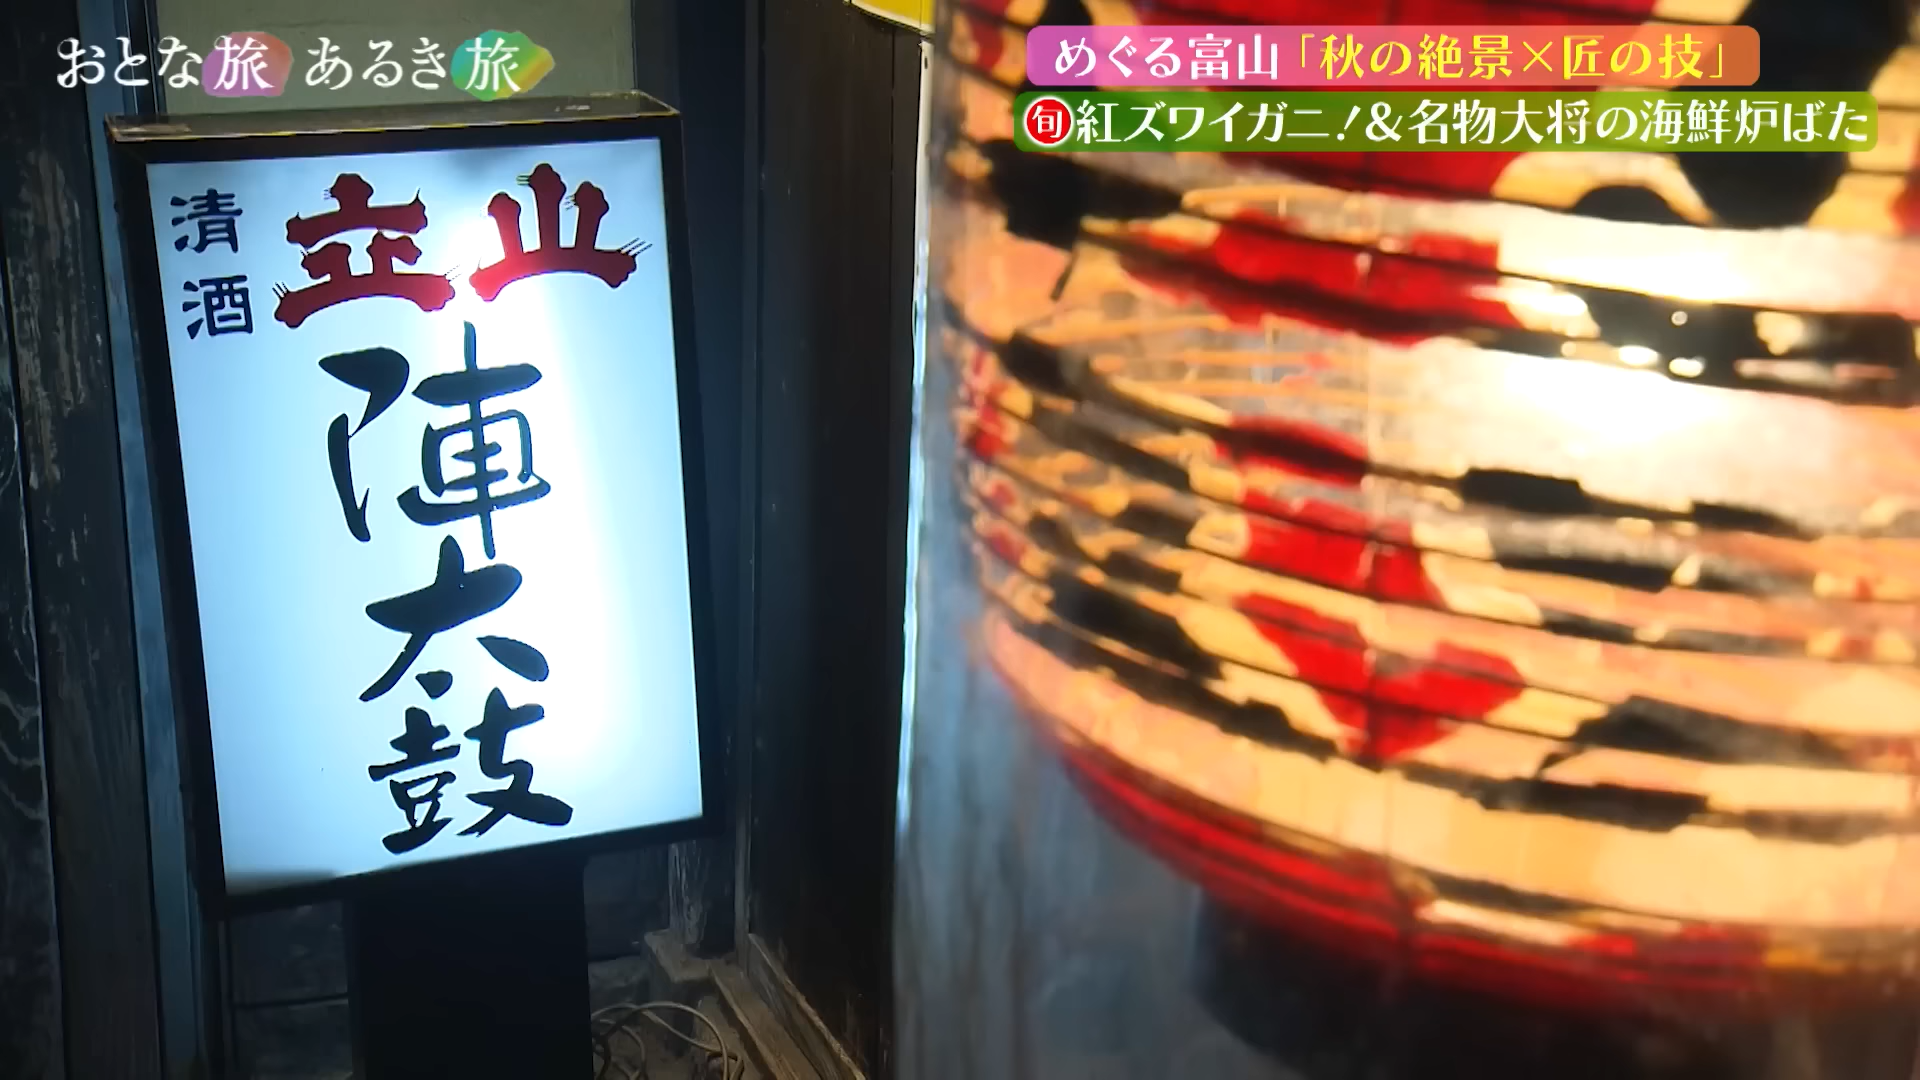 おとな旅 あるき旅
めぐる富山「秋の絶景×匠の技」
旬紅ズワイガニ!&名物大将の海鮮炉ばた
清酒
立山
陣太鼓